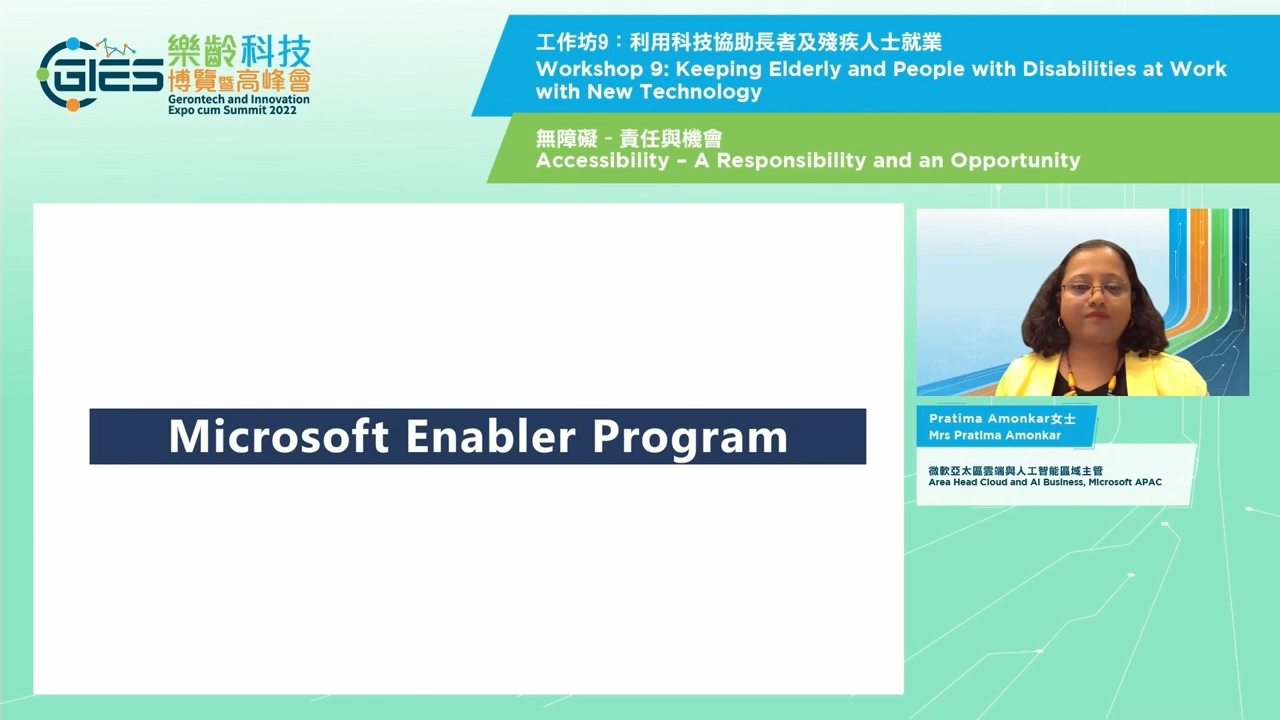 GIES
樂齡科技
博覽暨高峰會
Gerontech and Innovation
Expo cum Summit 2022
工作坊9：利用科技協助長者及殘疾人士就業
Workshop 9: Keeping Elderly and People with Disabilities at Work
with New Technology
無障礙 - 責任與機會
Accessibility – A Responsibility and an Opportunity
Microsoft Enabler Program
Pratima Amonkar女士
Mrs Pratima Amonkar
微軟亞太區雲端與人工智能區域主管
Area Head Cloud and AI Business, Microsoft APAC